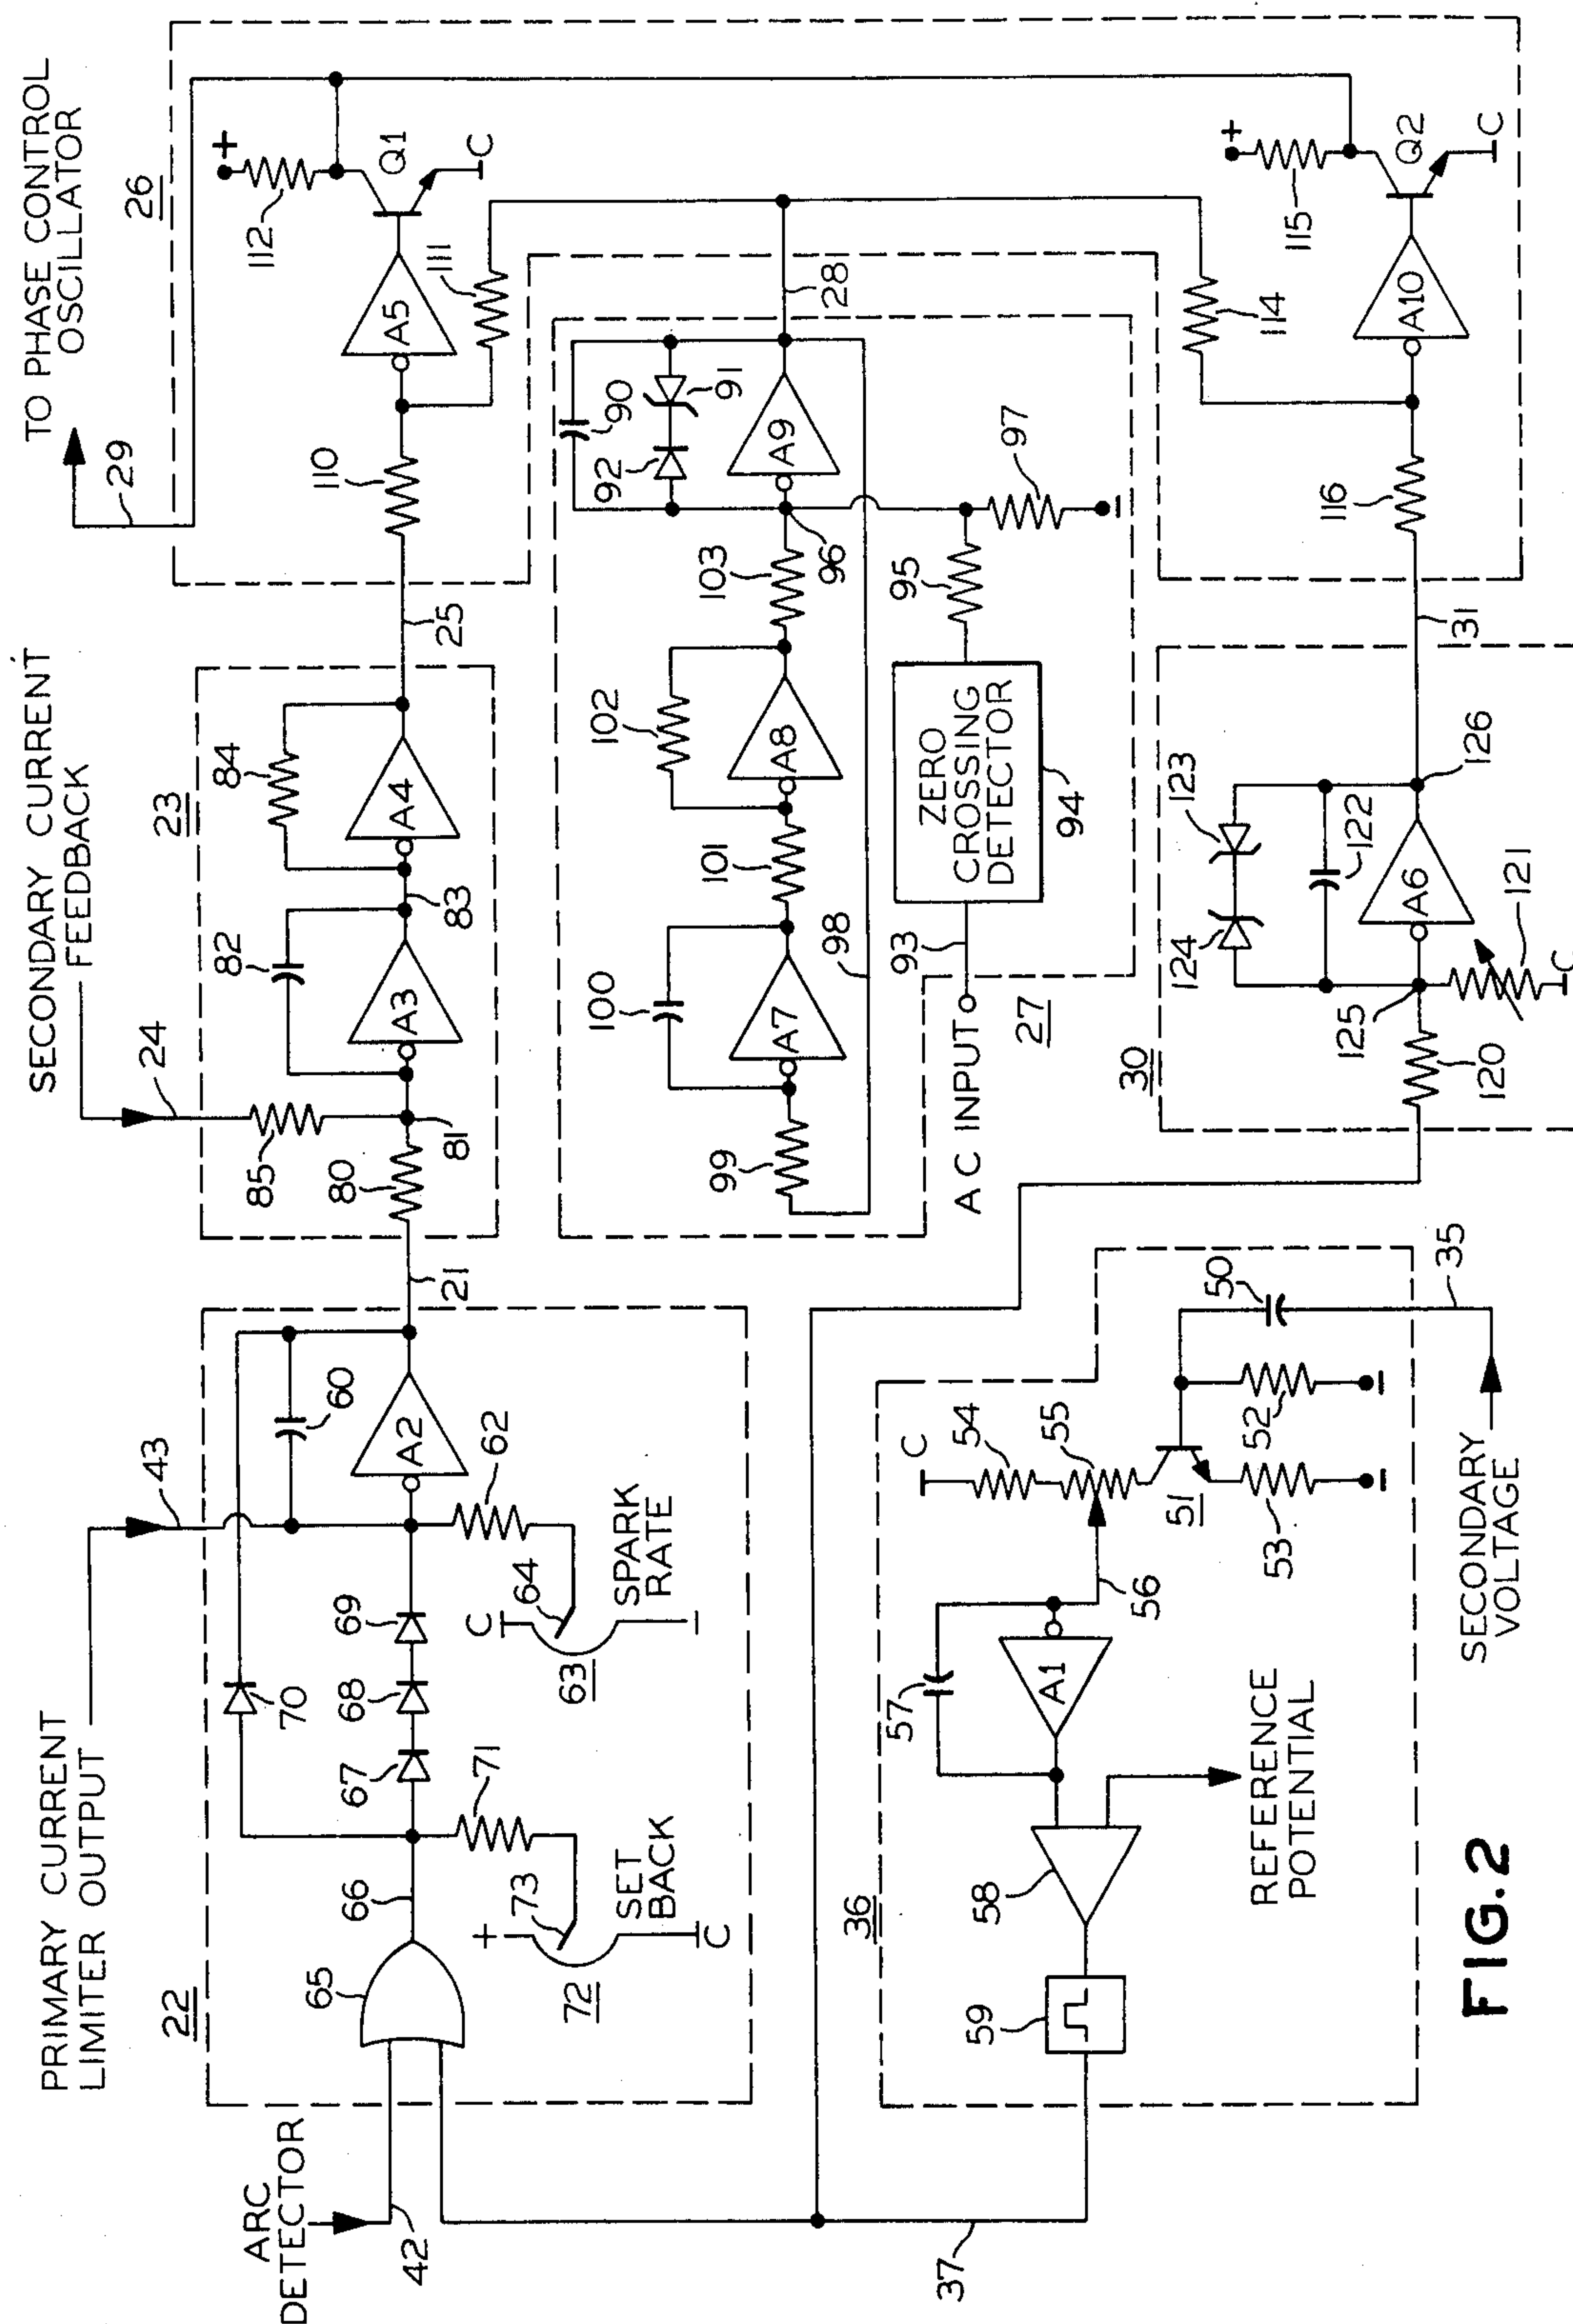 TO PHASE CONTROL
OSCILLATOR
29
26
+
112
Q1
C
A5
111
110
25
SECONDARY CURRENT
FEEDBACK
24
23
84
A4
83
82
A3
85
80
81
21
PRIMARY CURRENT
LIMITER OUTPUT
43
22
70
60
A2
62
69
68
67
C
64
63
SPARK
RATE
71
66
65
+
73
72
SET
BACK
C
ARC
DETECTOR
42
37
28
90
91
92
A9
96
97
103
95
102
A8
101
ZERO
CROSSING
DETECTOR
94
100
A7
98
93
99
A C INPUT
27
114
+
115
Q2
C
A10
116
31
30
123
124
122
126
A6
125
121
C
120
35
50
C
54
55
52
51
53
56
57
A1
58
59
36
REFERENCE
POTENTIAL
SECONDARY
VOLTAGE
FIG.2